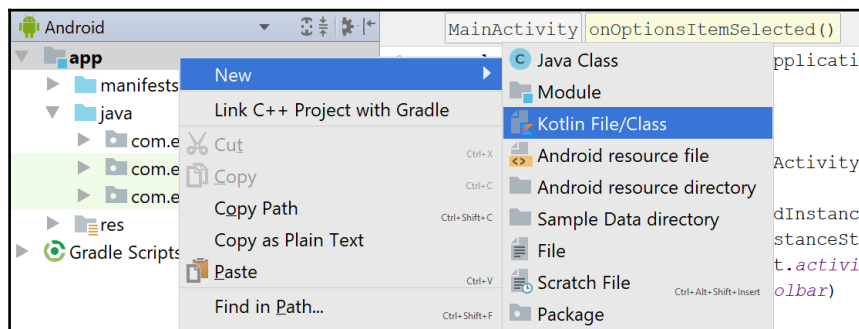 Android
MainActivity onOptionsItemSelected()
app
manifests
java
com.e
com.e
com.e
res
Gradle Scripts
New
Link C++ Project with Gradle
Cut Ctrl+X
Copy Ctrl+C
Copy Path Ctrl+Shift+C
Copy as Plain Text
Paste Ctrl+V
Find in Path... Ctrl+Shift+F
Java Class
Module
Kotlin File/Class
Android resource file
Android resource directory
Sample Data directory
File
Scratch File Ctrl+Alt+Shift+Insert
Package
pplicati
Activity
dInstanc
stanceSt
t.activi
olbar)